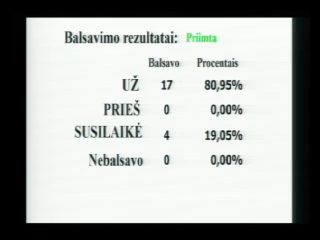 Balsavimo rezultatai: Priimta
Balsavo Procentais
UŽ 17 80,95%
PRIEŠ 0 0,00%
SUSILAIKĖ 4 19,05%
Nebalsavo 0 0,00%